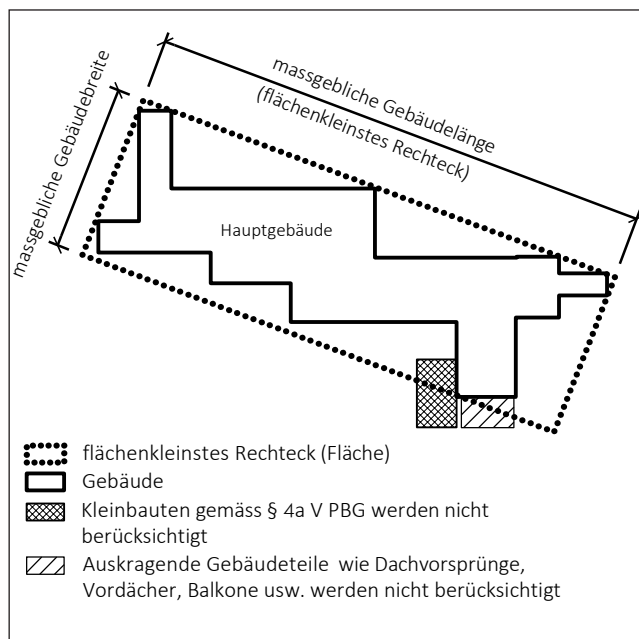 massgebliche Gebäudelänge
(flächenkleinstes Rechteck)
massgebliche Gebäudebreite
Hauptgebäude
flächenkleinstes Rechteck (Fläche)
Gebäude
Kleinbauten gemäss § 4a V PBG werden nicht
berücksichtigt
Auskragende Gebäudeteile wie Dachvorsprünge,
Vordächer, Balkone usw. werden nicht berücksichtigt